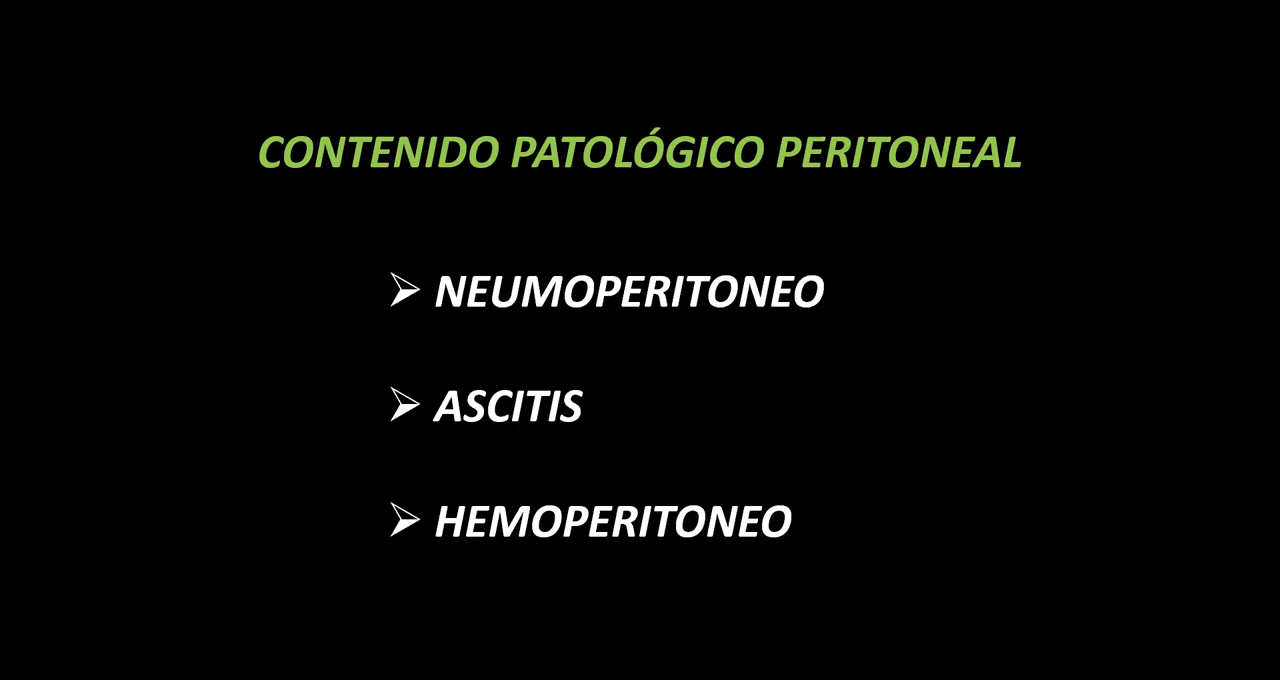 CONTENIDO PATOLÓGICO PERITONEAL
➢ NEUMOPERITONEO
➢ ASCITIS
➢ HEMOPERITONEO